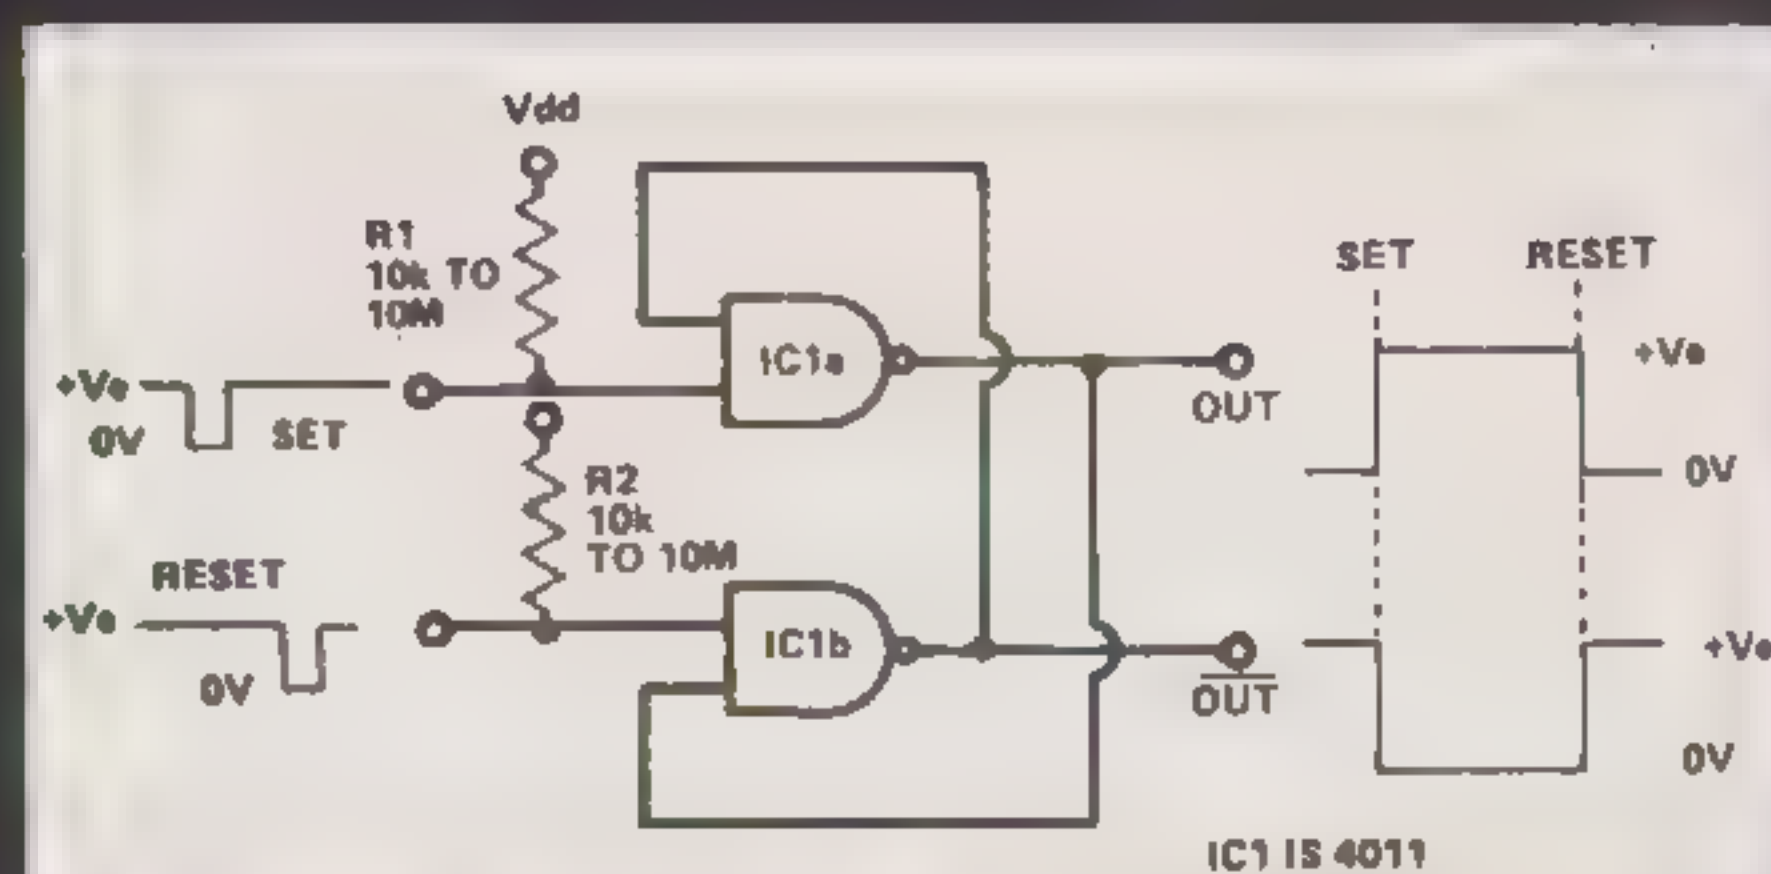 Vdd
R1
10k TO
10M
+Ve
0V
SET
IC1a
OUT
SET
RESET
+Ve
0V
R2
10k
TO 10M
RESET
+Ve
0V
IC1b
OUT
+Ve
0V
IC1 IS 4011